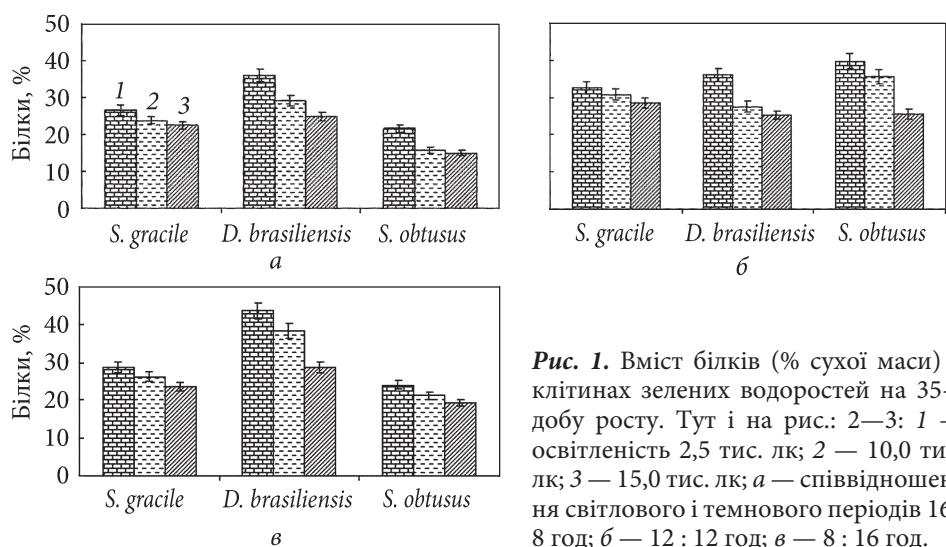 50
40
30
20
10
0
Білки, %
1 2 3
S. gracile D. brasiliensis S. obtusus
а
S. gracile D. brasiliensis S. obtusus
б
50
40
30
20
10
0
Білки, %
S. gracile D. brasiliensis S. obtusus
в
Рис. 1. Вміст білків (% сухої маси)
клітинах зелених водоростей на 35-
добу росту. Тут і на рис.: 2—3: 1 —
освітленість 2,5 тис. лк; 2 — 10,0 ти
лк; 3 — 15,0 тис. лк; а — співвідношен
ня світлового і темнового періодів 16
8 год; б — 12 : 12 год; в — 8 : 16 год.